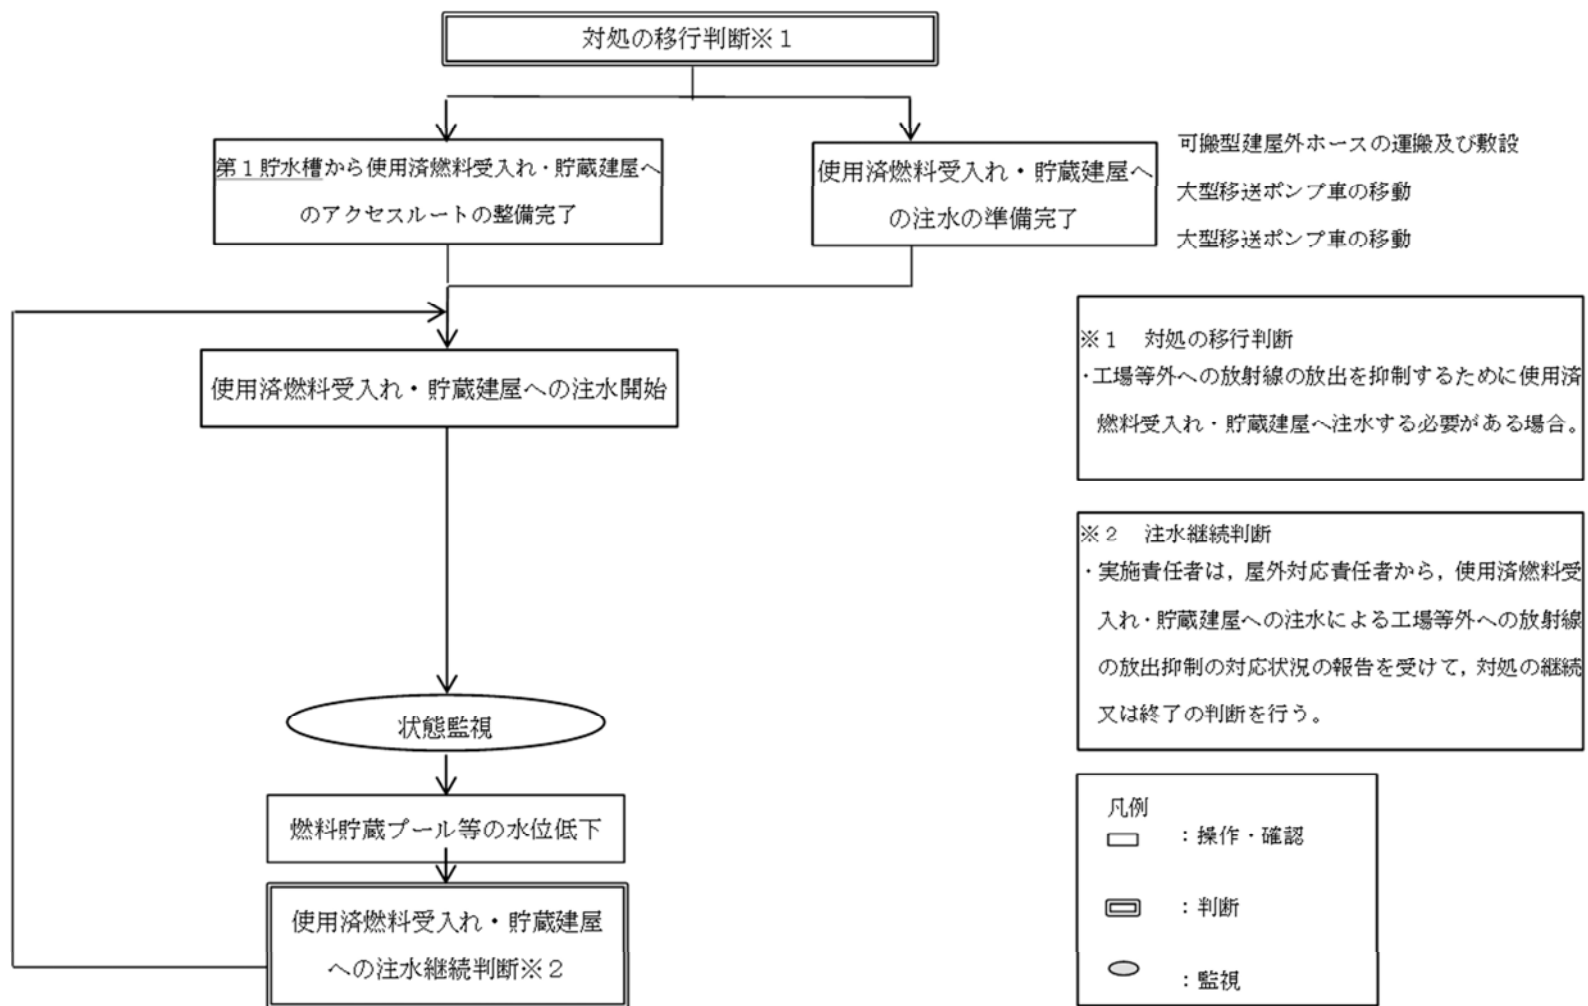 対処の移行判断※1
第1貯水槽から使用済燃料受入れ・貯蔵建屋へ
のアクセスルートの整備完了
使用済燃料受入れ・貯蔵建屋へ
の注水の準備完了
可搬型建屋外ホースの運搬及び敷設
大型移送ポンプ車の移動
大型移送ポンプ車の移動
使用済燃料受入れ・貯蔵建屋への注水開始
状態監視
燃料貯蔵プール等の水位低下
使用済燃料受入れ・貯蔵建屋
への注水継続判断※2
※1 対処の移行判断
・工場等外への放射線の放出を抑制するために使用済
燃料受入れ・貯蔵建屋へ注水する必要がある場合。
※2 注水継続判断
・実施責任者は，屋外対応責任者から，使用済燃料受
入れ・貯蔵建屋への注水による工場等外への放射線
の放出抑制の対応状況の報告を受けて，対処の継続
又は終了の判断を行う。
凡例
：操作・確認
：判断
：監視